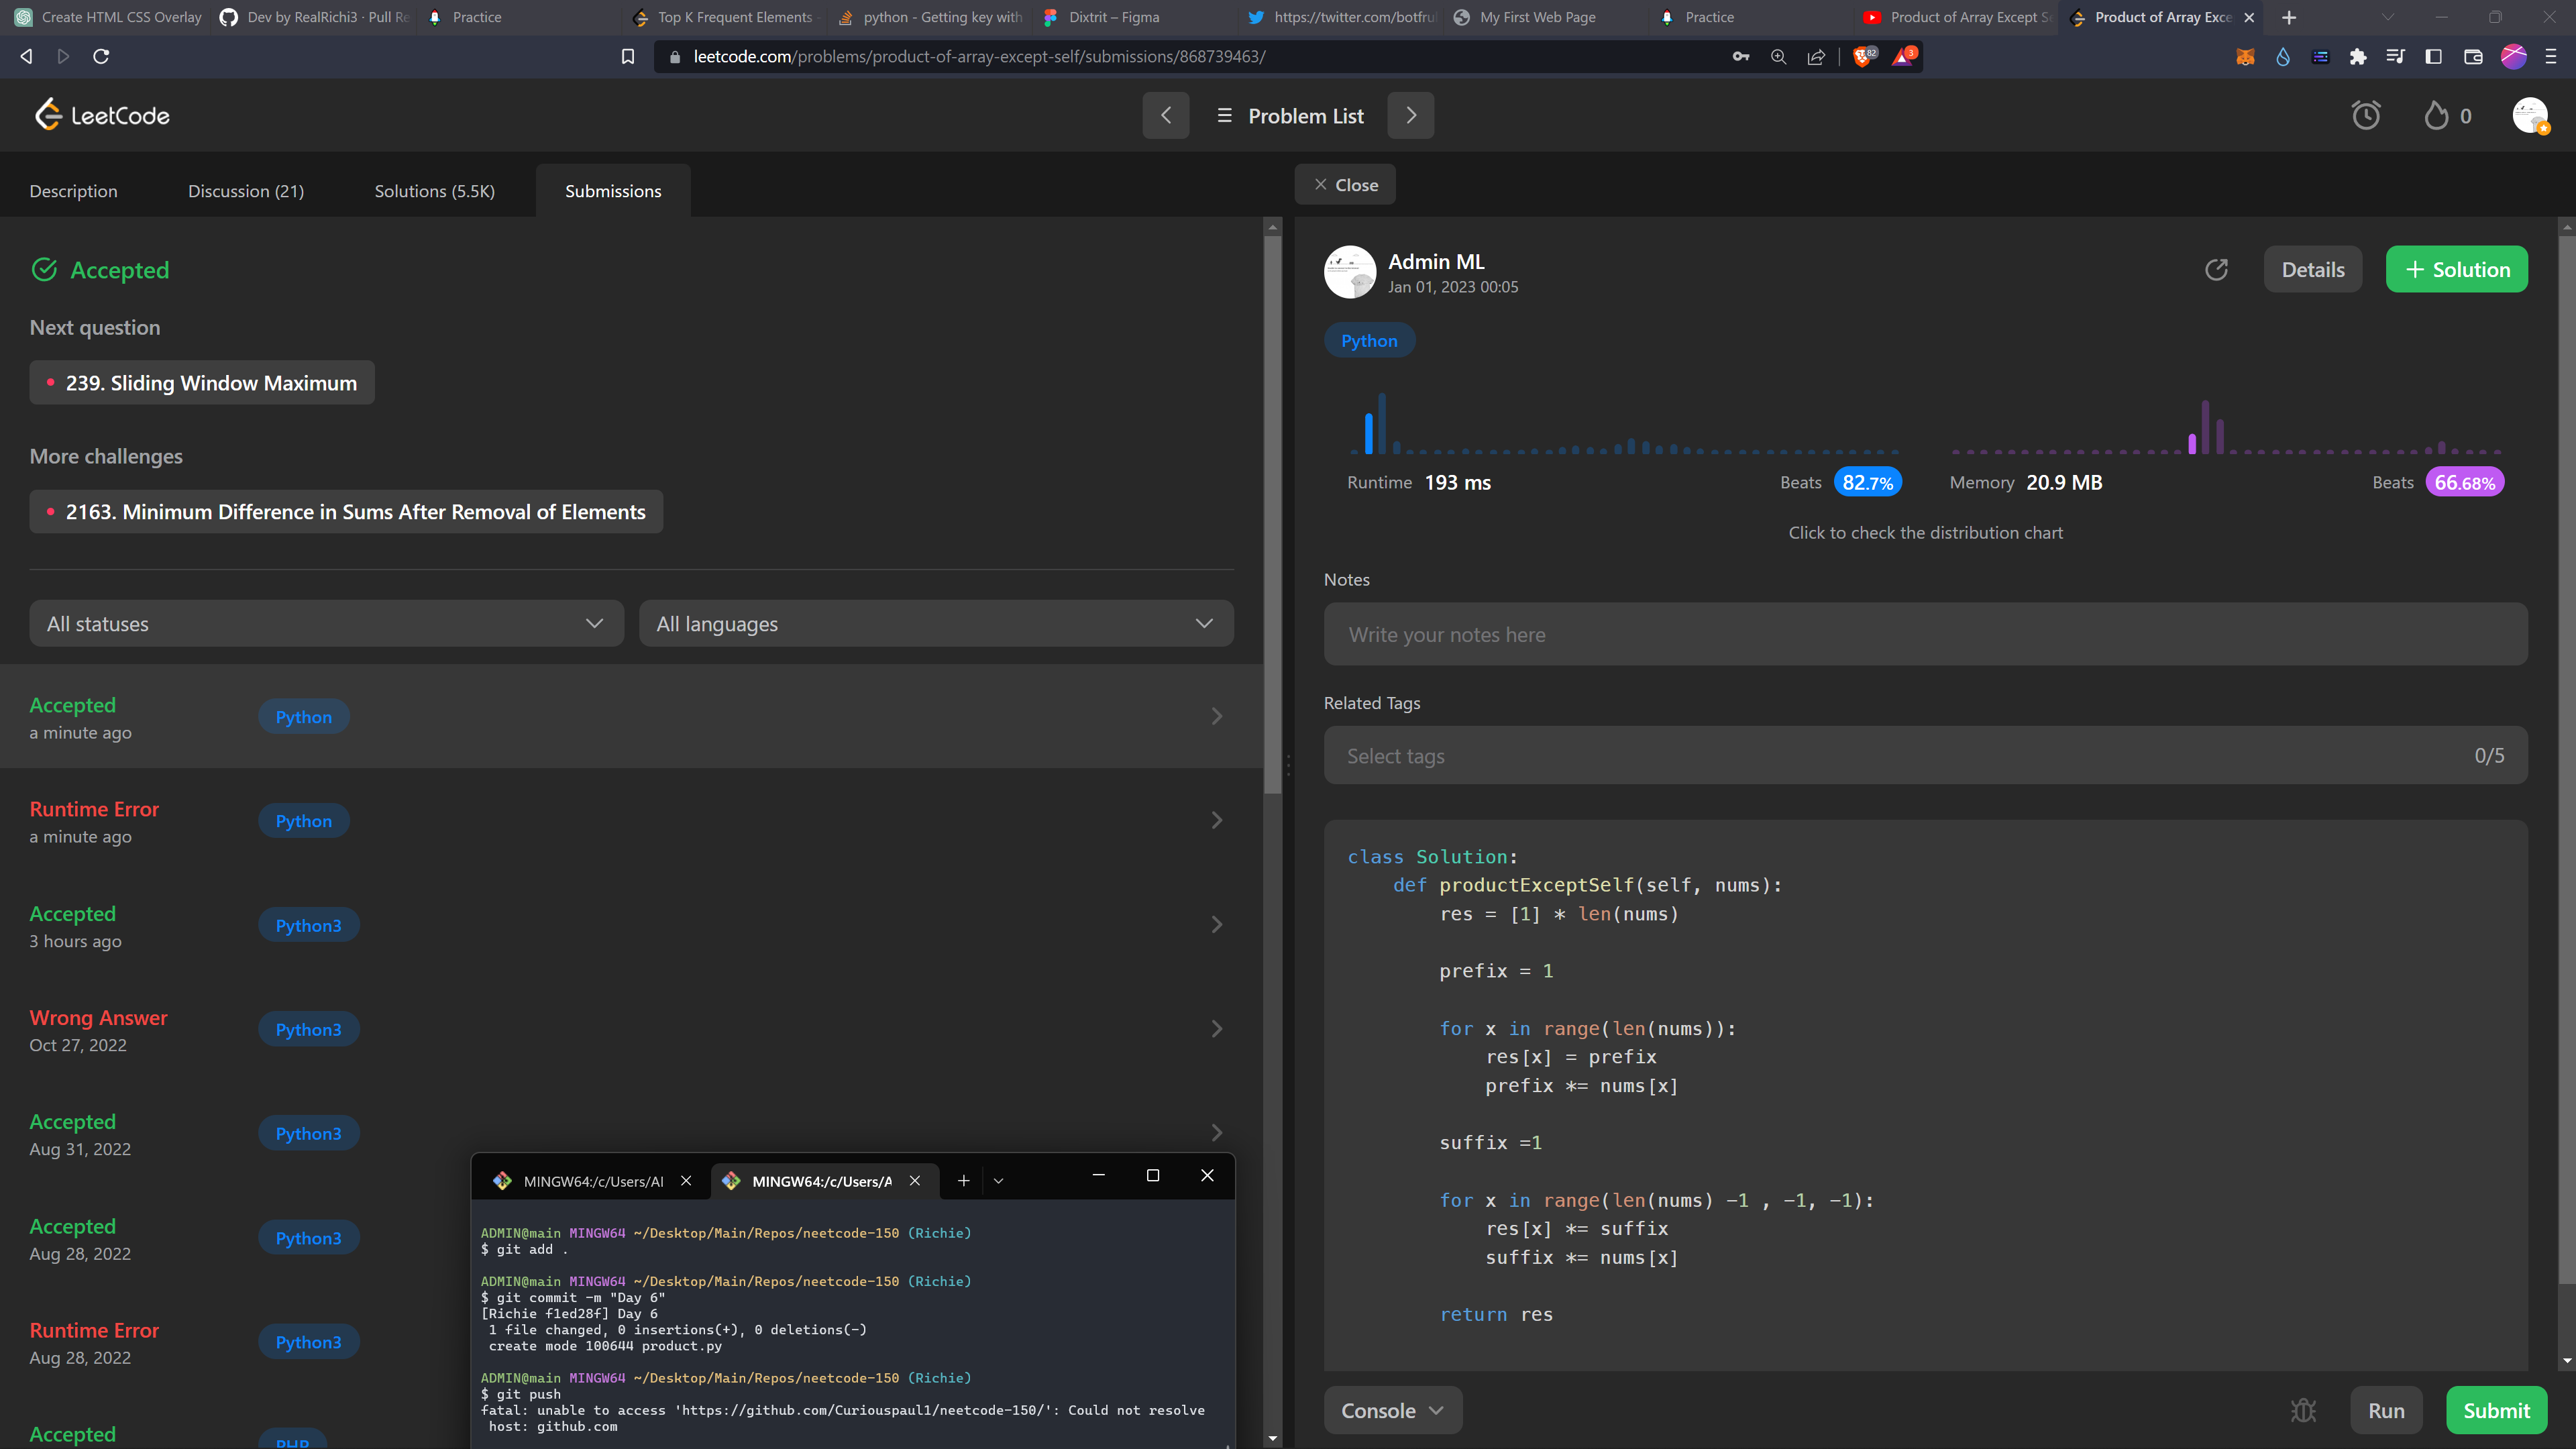 Create HTML CSS Overlay
Dev by RealRichi3 · Pull Re
Practice
Top K Frequent Elements -
python - Getting key with
Dixtrit – Figma
https://twitter.com/botfrui
My First Web Page
Practice
Product of Array Except Se
Product of Array Exce
leetcode.com/problems/product-of-array-except-self/submissions/868739463/
82
3
LeetCode
Problem List
0
Description
Discussion (21)
Solutions (5.5K)
Submissions
Close
Accepted
Next question
239. Sliding Window Maximum
More challenges
2163. Minimum Difference in Sums After Removal of Elements
All statuses
All languages
Accepted
a minute ago
Python
Runtime Error
a minute ago
Python
Accepted
3 hours ago
Python3
Wrong Answer
Oct 27, 2022
Python3
Accepted
Aug 31, 2022
Python3
Accepted
Aug 28, 2022
Python3
Runtime Error
Aug 28, 2022
Python3
Accepted
PHP
MINGW64:/c/Users/AI
MINGW64:/c/Users/A
ADMIN@main MINGW64 ~/Desktop/Main/Repos/neetcode-150 (Richie)
$ git add .
ADMIN@main MINGW64 ~/Desktop/Main/Repos/neetcode-150 (Richie)
$ git commit -m "Day 6"
[Richie f1ed28f] Day 6
1 file changed, 0 insertions(+), 0 deletions(-)
create mode 100644 product.py
ADMIN@main MINGW64 ~/Desktop/Main/Repos/neetcode-150 (Richie)
$ git push
fatal: unable to access 'https://github.com/Curiouspaul1/neetcode-150/': Could not resolve
host: github.com
Admin ML
Jan 01, 2023 00:05
Details
+ Solution
Python
Runtime 193 ms
Beats 82.7%
Memory 20.9 MB
Beats 66.68%
Click to check the distribution chart
Notes
Write your notes here
Related Tags
Select tags
0/5
class Solution:
def productExceptSelf(self, nums):
res = [1] * len(nums)
prefix = 1
for x in range(len(nums)):
res[x] = prefix
prefix *= nums[x]
suffix =1
for x in range(len(nums) -1 , -1, -1):
res[x] *= suffix
suffix *= nums[x]
return res
Console
Run
Submit